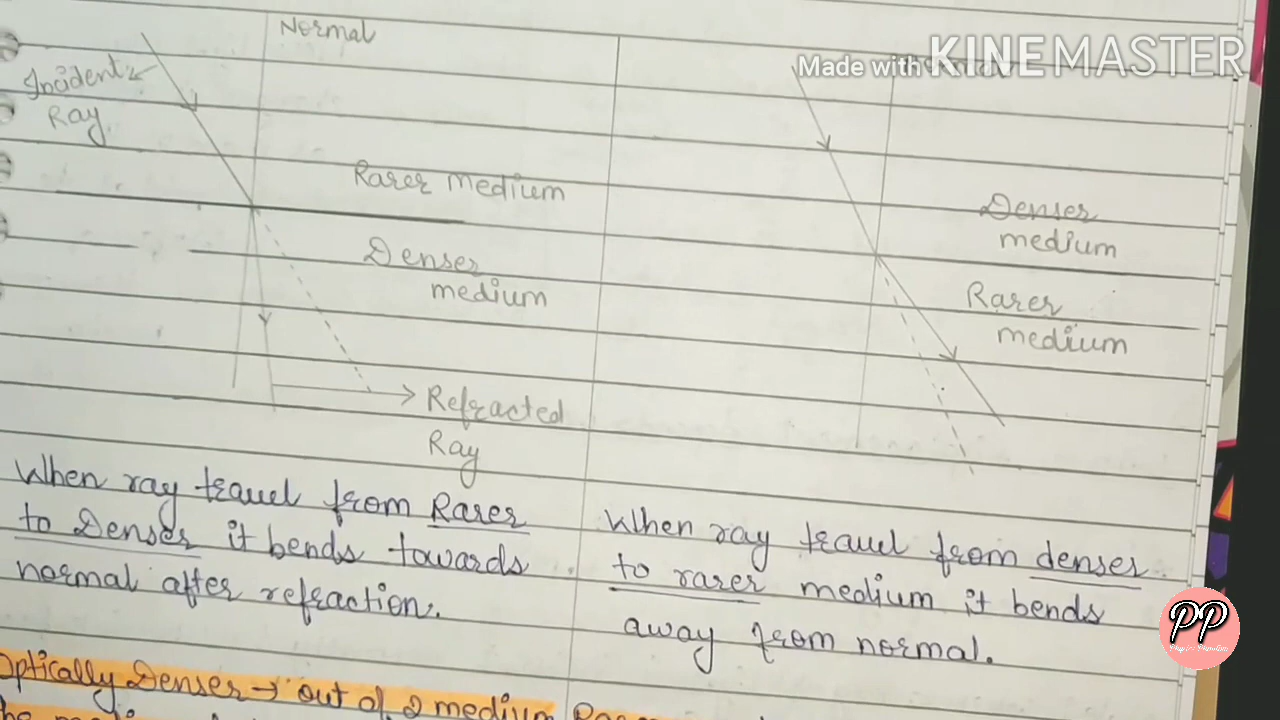 Normal
Made with KINEMASTER
Incident
Ray
Rarer medium
Denser
medium
Refracted
Ray
Denser
medium
Rarer
medium
When ray travel from Rarer
to Denser it bends towards
normal after refraction.
When ray travel from denser
to rarer medium it bends
away from normal.
Optically Denser → out of 2 medium
PP